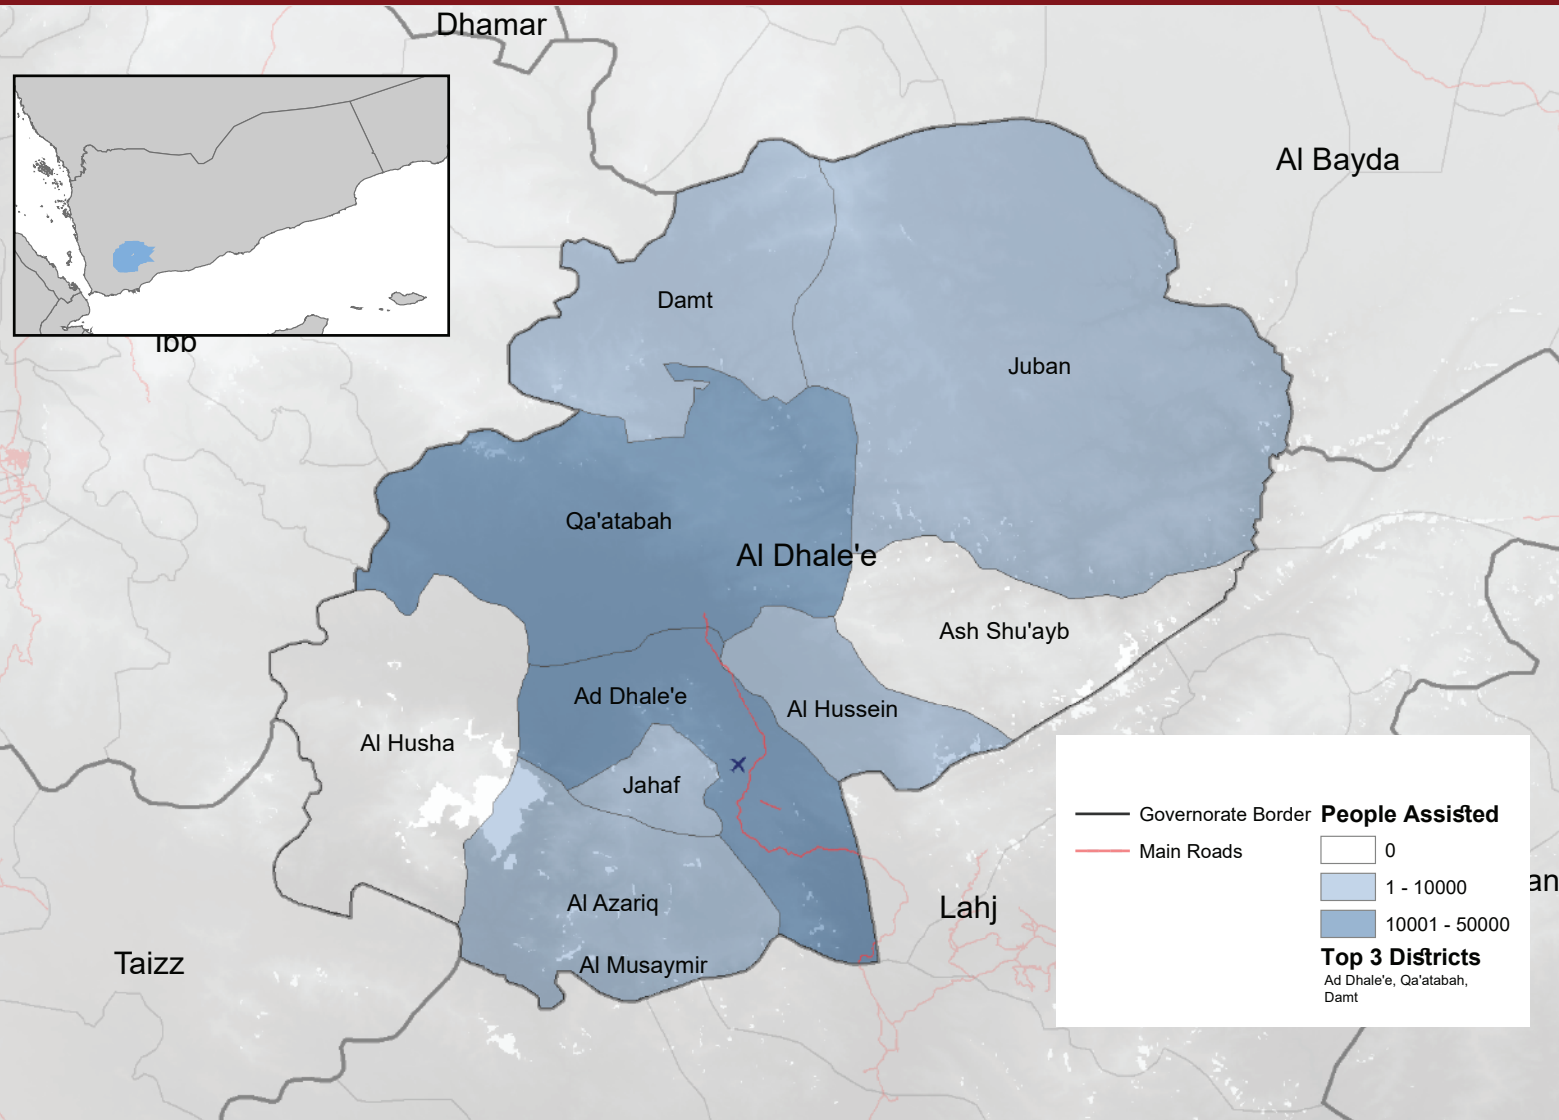 Dhamar
Al Bayda
Ibb
Damt
Juban
Qa'atabah
Al Dhale'e
Ash Shu'ayb
Ad Dhale'e
Al Hussein
Al Husha
Jahaf
Al Azariq
Lahj
Al Musaymir
Taizz
an
Governorate Border
Main Roads
People Assisted
0
1 - 10000
10001 - 50000
Top 3 Districts
Ad Dhale'e, Qa'atabah,
Damt